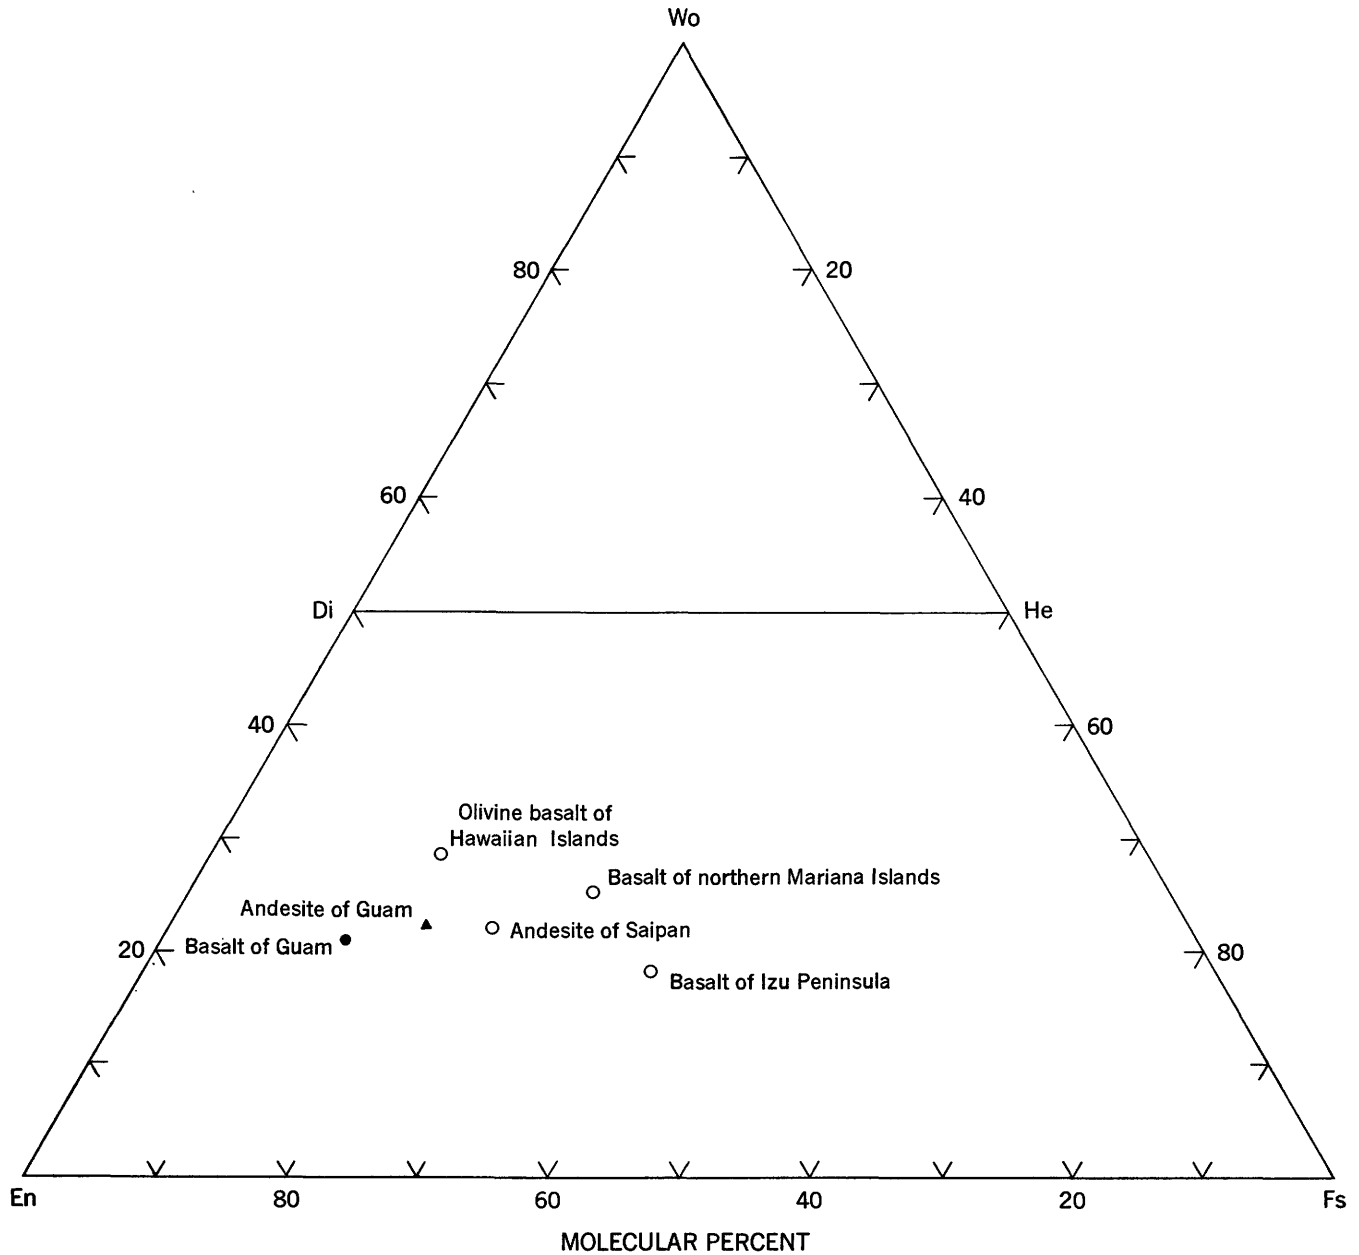 Wo
80
20
60
40
Di
He
40
60
Olivine basalt of
Hawaiian Islands
Basalt of northern Mariana Islands
Andesite of Guam
Andesite of Saipan
20
Basalt of Guam
80
Basalt of Izu Peninsula
En
80
60
40
20
Fs
MOLECULAR PERCENT